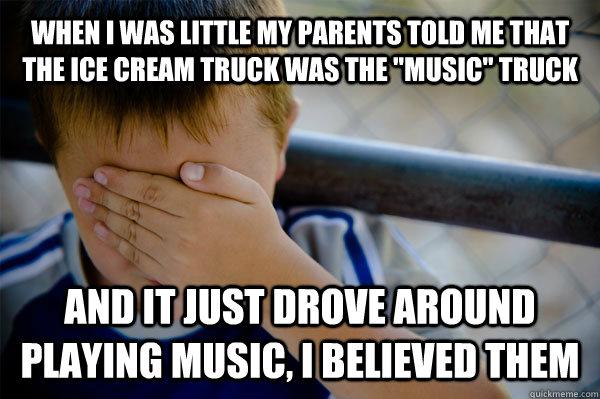 WHEN I WAS LITTLE MY PARENTS TOLD ME THAT
THE ICE CREAM TRUCK WAS THE "MUSIC" TRUCK
AND IT JUST DROVE AROUND
PLAYING MUSIC, I BELIEVED THEM
quickmeme.com